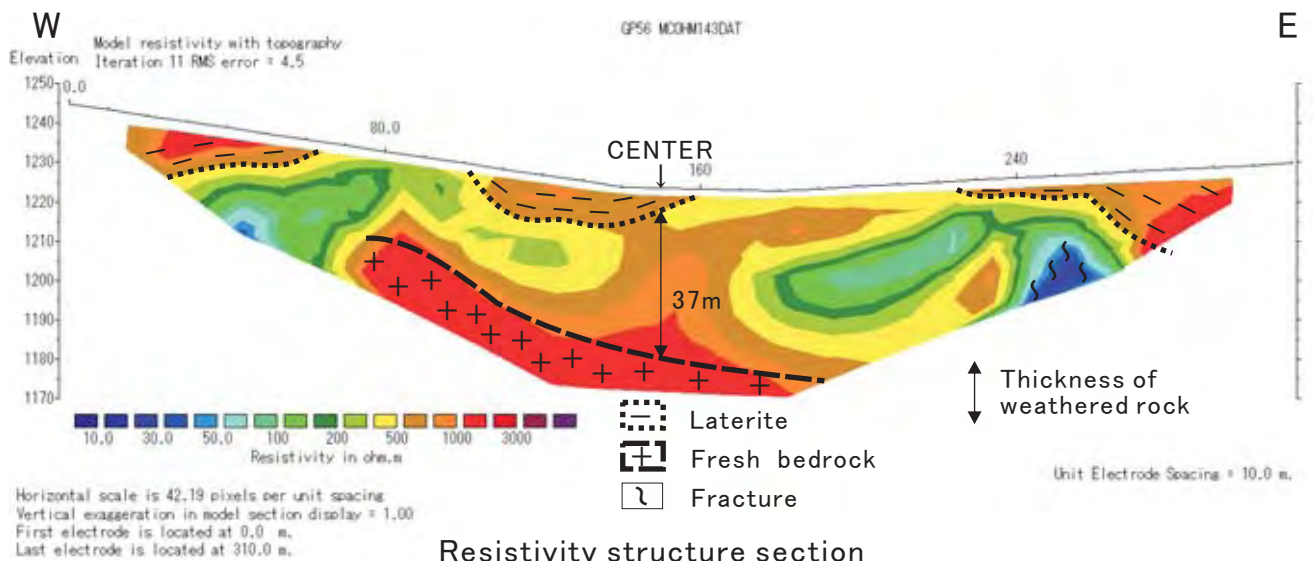 W
E
GP56 MCOHM143DAT
Model resistivity with topography
Elevation Iteration 11 RMS error = 4.5
1250
0.0
1240
80.0
1230
CENTER
160
240
1220
1210
1200
37m
1190
1180
1170
Thickness of
weathered rock
10.0 30.0 50.0 100 200 500 1000 3000
Resistivity in ohm.m
Laterite
Fresh bedrock
Fracture
Unit Electrode Spacing = 10.0 m.
Horizontal scale is 42.19 pixels per unit spacing
Vertical exaggeration in model section display = 1.00
First electrode is located at 0.0 m.
Last electrode is located at 310.0 m.
Resistivity structure section